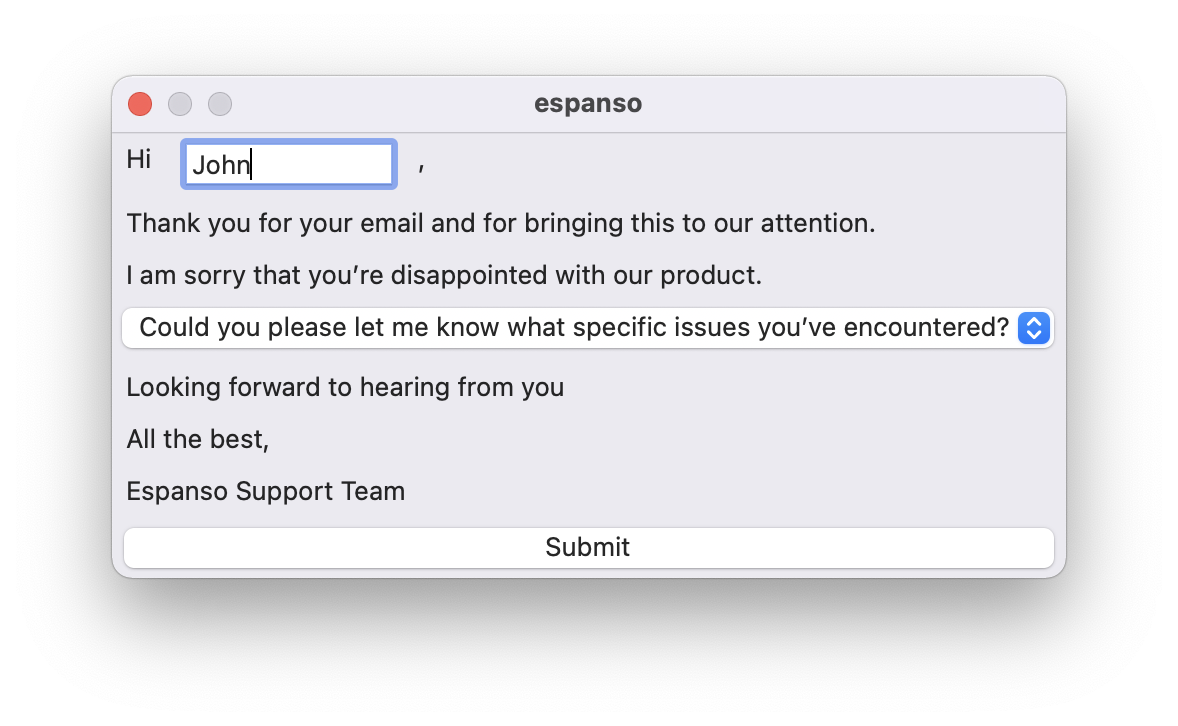 espanso
Hi John ,
Thank you for your email and for bringing this to our attention.
I am sorry that you’re disappointed with our product.
Could you please let me know what specific issues you’ve encountered?
Looking forward to hearing from you
All the best,
Espanso Support Team
Submit